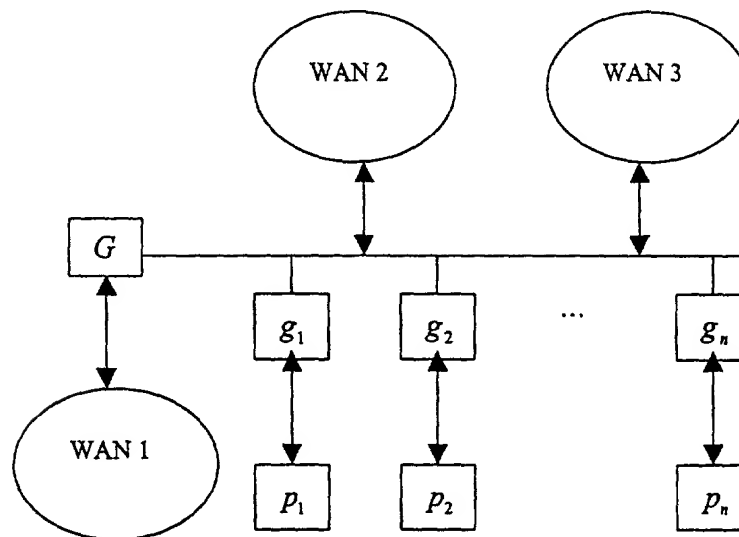 WAN 2
WAN 3
G
g₁
g₂
...
gₙ
WAN 1
p₁
p₂
pₙ